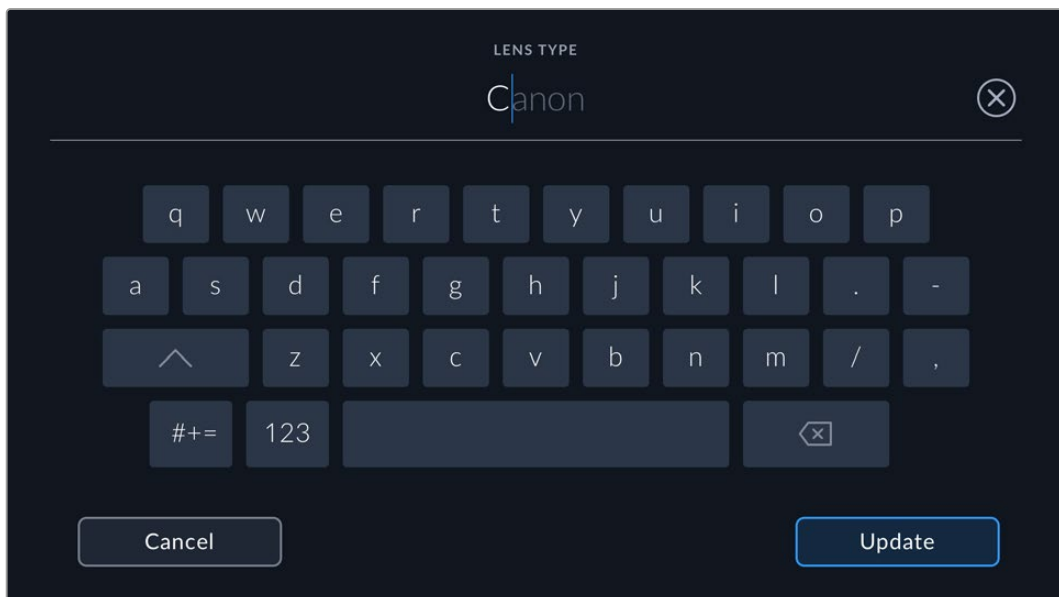 LENS TYPE
Canon
q w e r t y u i o p
a s d f g h j k l . -
z x c v b n m / ,
#+= 123
Cancel Update